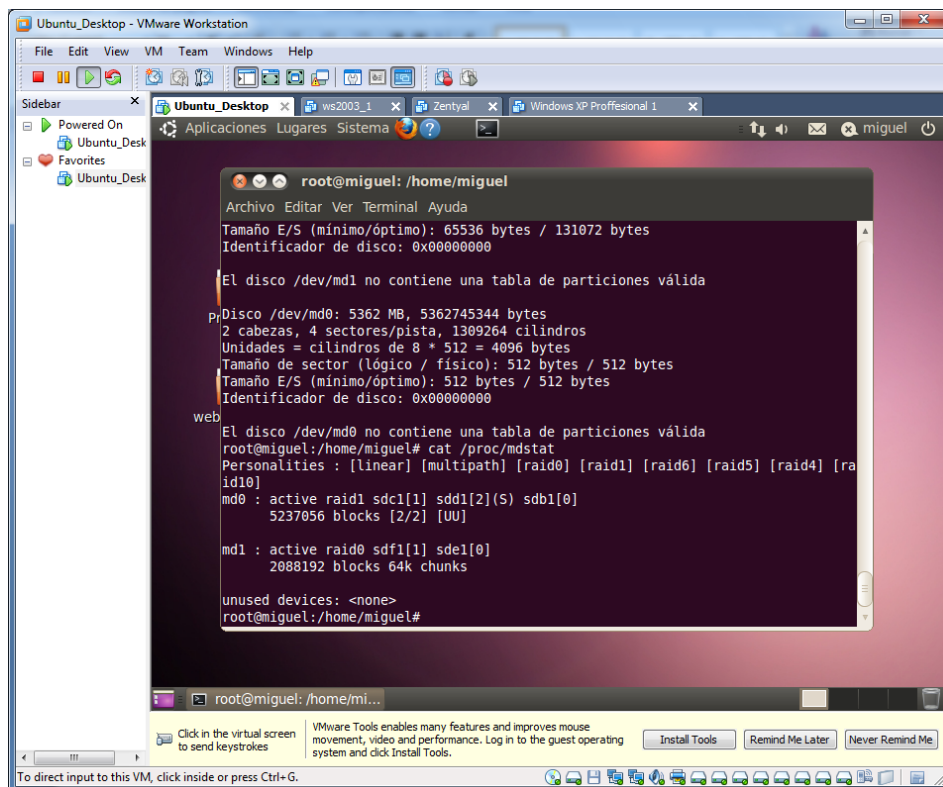 Ubuntu_Desktop - VMware Workstation
File Edit View VM Team Windows Help
Sidebar x
Powered On
Ubuntu_Desk
Favorites
Ubuntu_Desk
Ubuntu_Desktop x ws2003_1 x Zentyal x Windows XP Proffesional 1 x
Aplicaciones Lugares Sistema ? miguel
root@miguel: /home/miguel
Archivo Editar Ver Terminal Ayuda
Tamaño E/S (mínimo/óptimo): 65536 bytes / 131072 bytes
Identificador de disco: 0x00000000
El disco /dev/md1 no contiene una tabla de particiones válida
Disco /dev/md0: 5362 MB, 5362745344 bytes
2 cabezas, 4 sectores/pista, 1309264 cilindros
Unidades = cilindros de 8 * 512 = 4096 bytes
Tamaño de sector (lógico / físico): 512 bytes / 512 bytes
Tamaño E/S (mínimo/óptimo): 512 bytes / 512 bytes
Identificador de disco: 0x00000000
web
El disco /dev/md0 no contiene una tabla de particiones válida
root@miguel:/home/miguel# cat /proc/mdstat
Personalities : [linear] [multipath] [raid0] [raid1] [raid6] [raid5] [raid4] [ra
id10]
md0 : active raid1 sdc1[1] sdd1[2](S) sdb1[0]
5237056 blocks [2/2] [UU]
md1 : active raid0 sdf1[1] sde1[0]
2088192 blocks 64k chunks
unused devices: <none>
root@miguel:/home/miguel#
root@miguel: /home/mi...
Click in the virtual screen
to send keystrokes
VMware Tools enables many features and improves mouse
movement, video and performance. Log in to the guest operating
system and click Install Tools.
Install Tools Remind Me Later Never Remind Me
To direct input to this VM, click inside or press Ctrl+G.